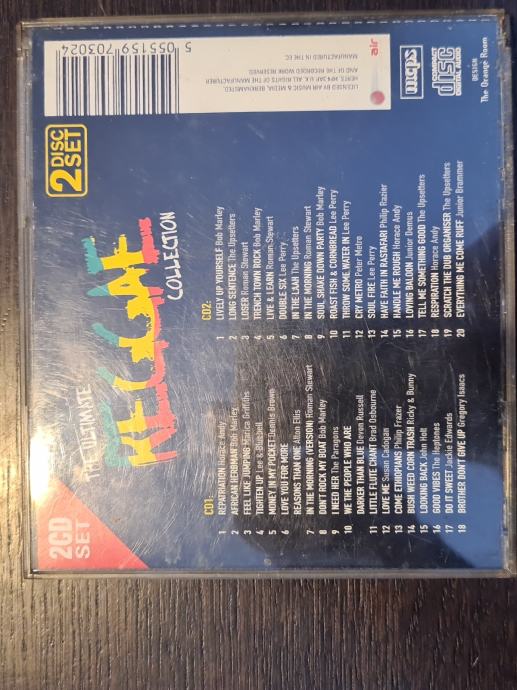 2CD
SET
THE ULTIMATE
REGGAE
COLLECTION
2 DISC
SET
CD1:
1 REPATRIATION Horace Andy
2 AFRICAN HERBMAN Bob Marley
3 FEEL LIKE JUMPING Marcia Griffiths
4 TIGHTEN UP Lee & Bluebell
5 MONEY IN MY POCKET Dennis Brown
6 LOVE YOU FOR MORE
REASONS THAN ONE Alton Ellis
7 IN THE MORNING (VERSION) Roman Stewart
8 DON'T ROCK MY BOAT Bob Marley
9 I NEED HER The Paragons
10 WE THE PEOPLE WHO ARE
DARKER THAN BLUE Devon Russell
11 LITTLE FLUTE CHANT Brad Osbourne
12 LOVE ME Susan Cadogan
13 COME ETHIOPIANS Philip Frazer
14 BUSH WEED CORN TRASH Ricky & Bunny
15 LOOKING BACK John Holt
16 GOOD VIBES The Heptones
17 DO IT SWEET Jackie Edwards
18 BROTHER DON'T GIVE UP Gregory Isaacs
CD2:
1 LIVELY UP YOURSELF Bob Marley
2 LONG SENTENCE The Upsetters
3 LOSER Roman Stewart
4 TRENCH TOWN ROCK Bob Marley
5 LIVE & LEARN Roman Stewart
6 DOUBLE SIX Lee Perry
7 IN THE LAAH The Upsetters
8 IN THE MORNING Roman Stewart
9 SOUL SHAKE DOWN PARTY Bob Marley
10 ROAST FISH & CORNBREAD Lee Perry
11 THROW SOME WATER IN Lee Perry
12 CRY METRO Peter Metro
13 SOUL FIRE Lee Perry
14 HAVE FAITH IN RASTAFARI Philip Razier
15 HANDLE ME ROUGH Horace Andy
16 LOVING BALOON Junior Demus
17 TELL ME SOMETHING GOOD The Upsetters
18 RESPIRATION Horace Andy
19 SCRATCH THE DUB ORGANISER The Upsetters
20 EVERYTHING ME COME RUFF Junior Brammer
5 055159 703024
LICENSED BY AIR MUSIC & MEDIA, BERKHAMSTED,
HERTS, HP4 3AP, U.K. ALL RIGHTS OF THE MANUFACTURER
AND OF THE RECORDED WORK RESERVED.
MANUFACTURED IN THE EC.
air
mcps
COMPACT
disc
DIGITAL AUDIO
DESIGN
The Orange Room